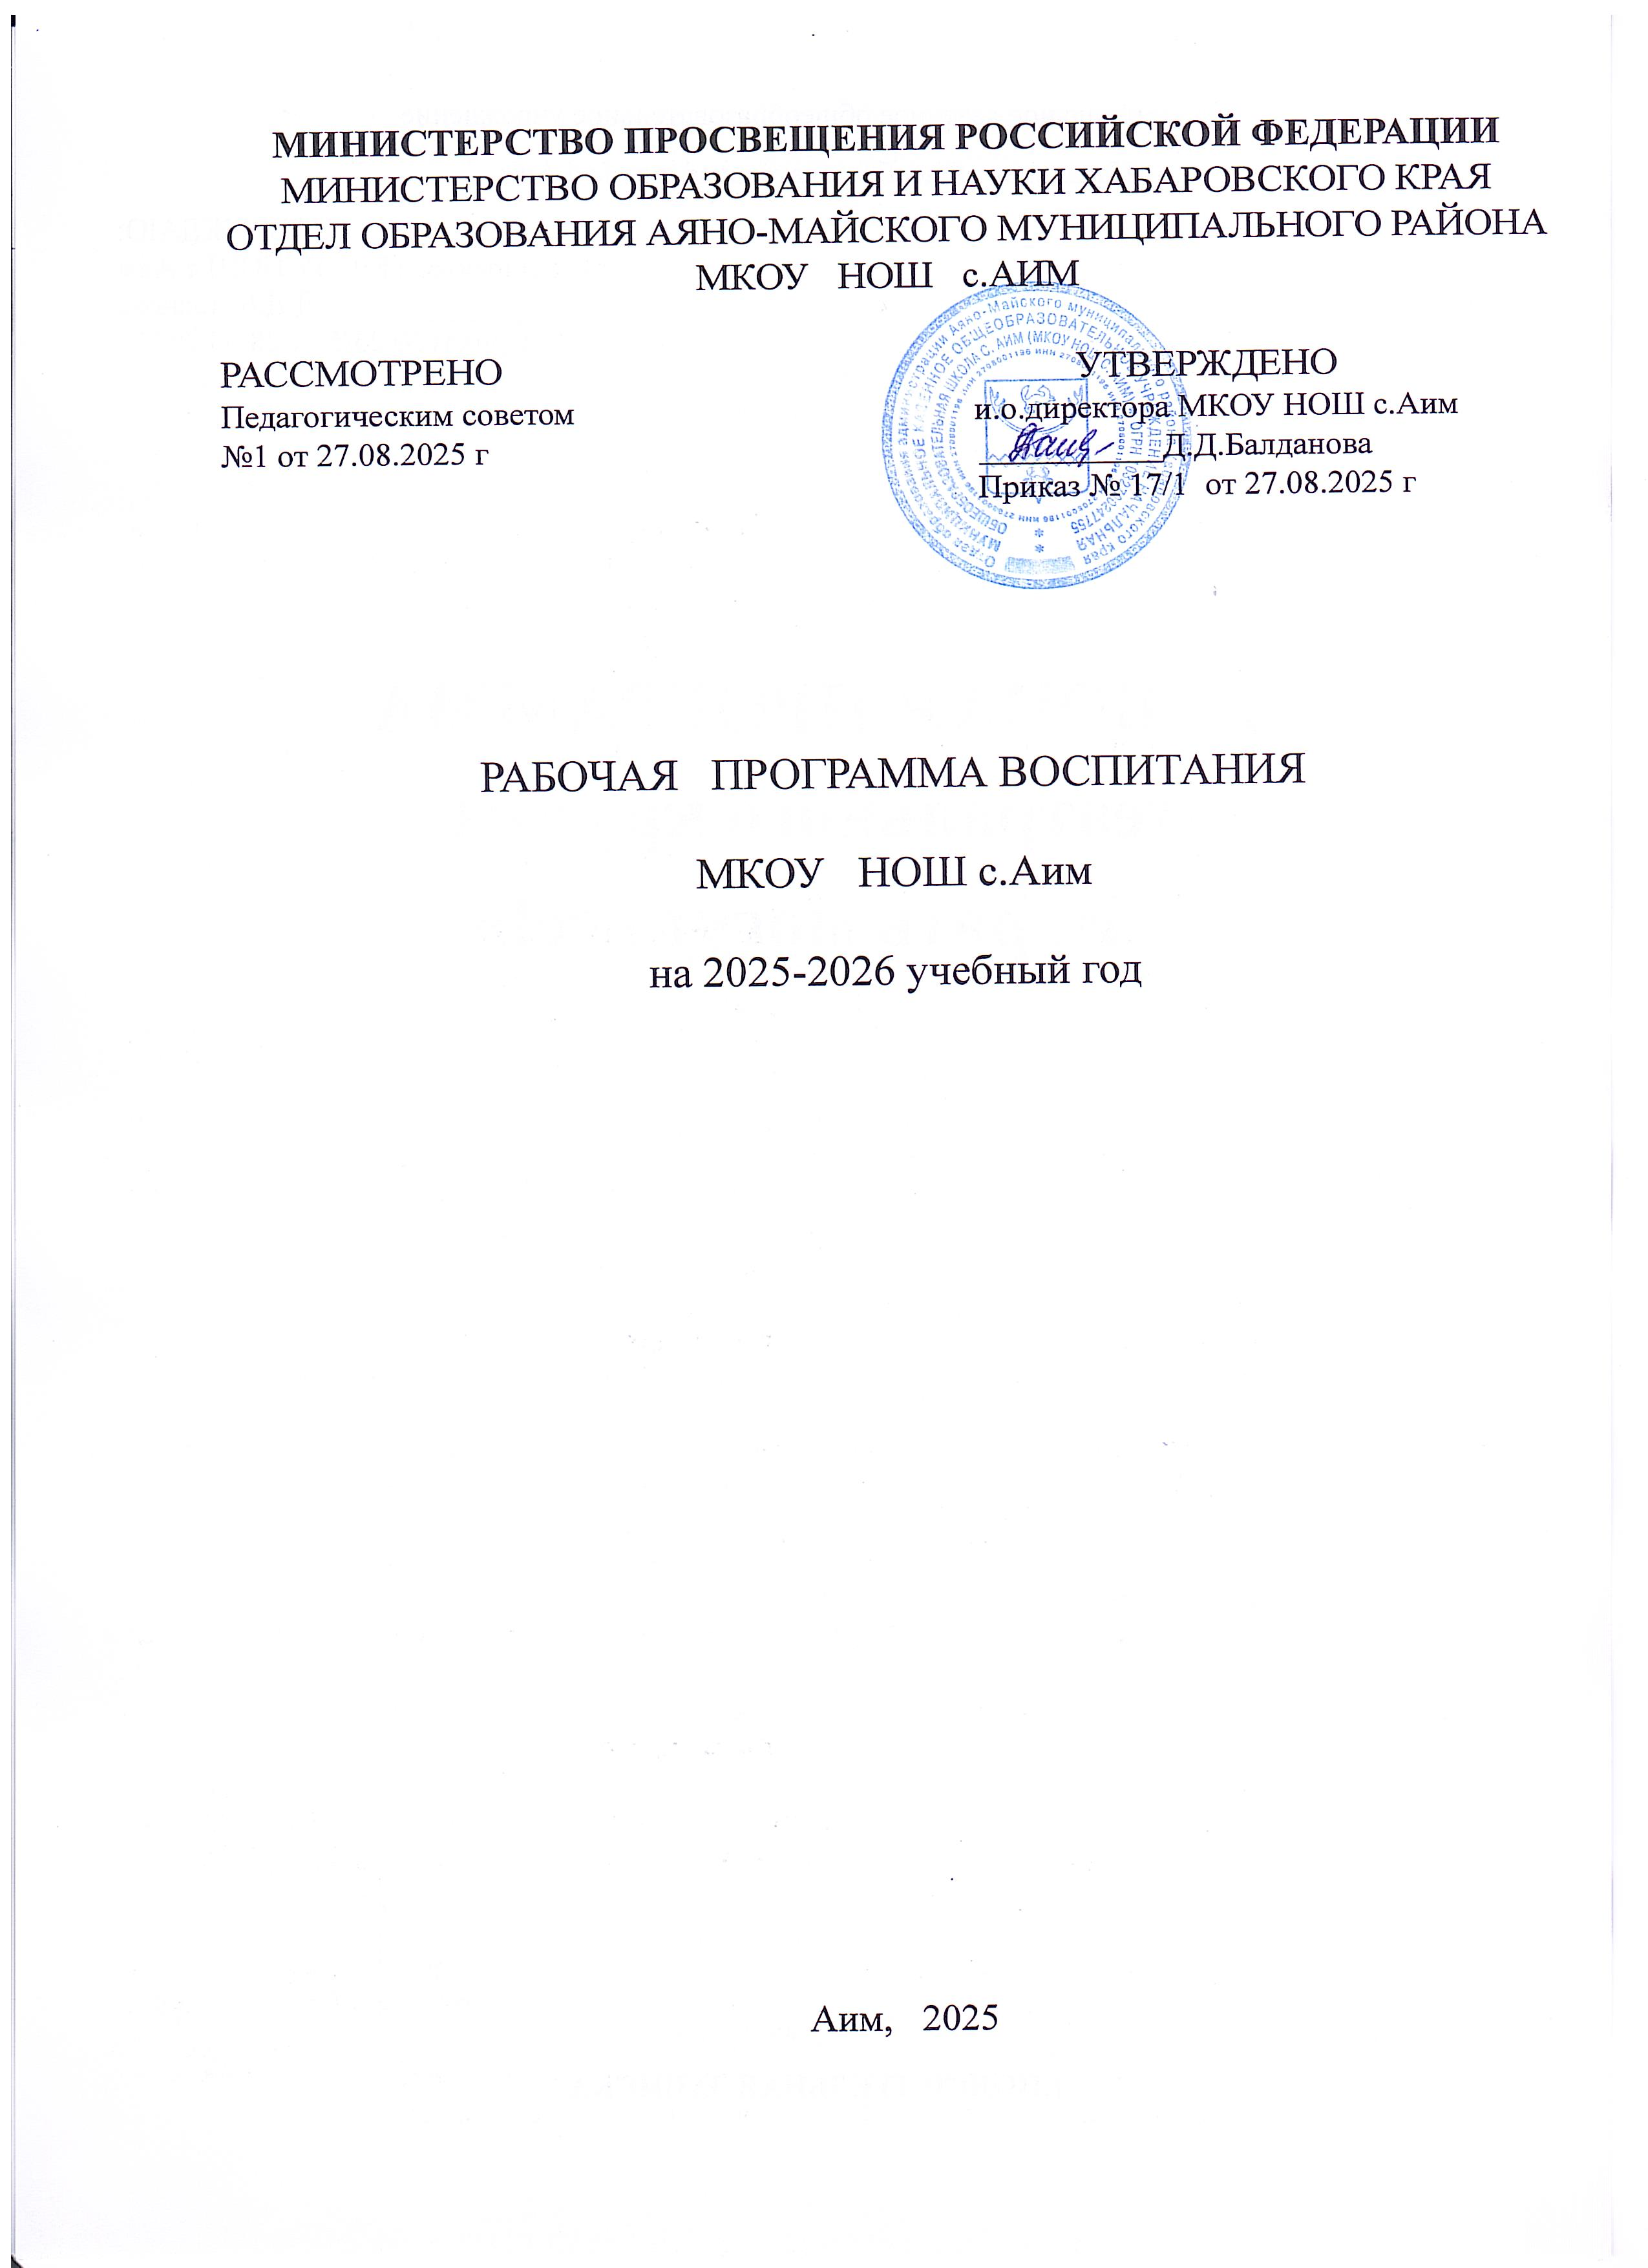 МИНИСТЕРСТВО ПРОСВЕЩЕНИЯ РОССИЙСКОЙ ФЕДЕРАЦИИ
МИНИСТЕРСТВО ОБРАЗОВАНИЯ И НАУКИ ХАБАРОВСКОГО КРАЯ
ОТДЕЛ ОБРАЗОВАНИЯ АЯНО-МАЙСКОГО МУНИЦИПАЛЬНОГО РАЙОНА
МКОУ НОШ с.АИМ
РАССМОТРЕНО
Педагогическим советом
№1 от 27.08.2025 г
УТВЕРЖДЕНО
и.о.директора МКОУ НОШ с.Аим
Д.Д.Балданова
Приказ № 17/1 от 27.08.2025 г
РАБОЧАЯ ПРОГРАММА ВОСПИТАНИЯ
МКОУ НОШ с.Аим
на 2025-2026 учебный год
Аим, 2025